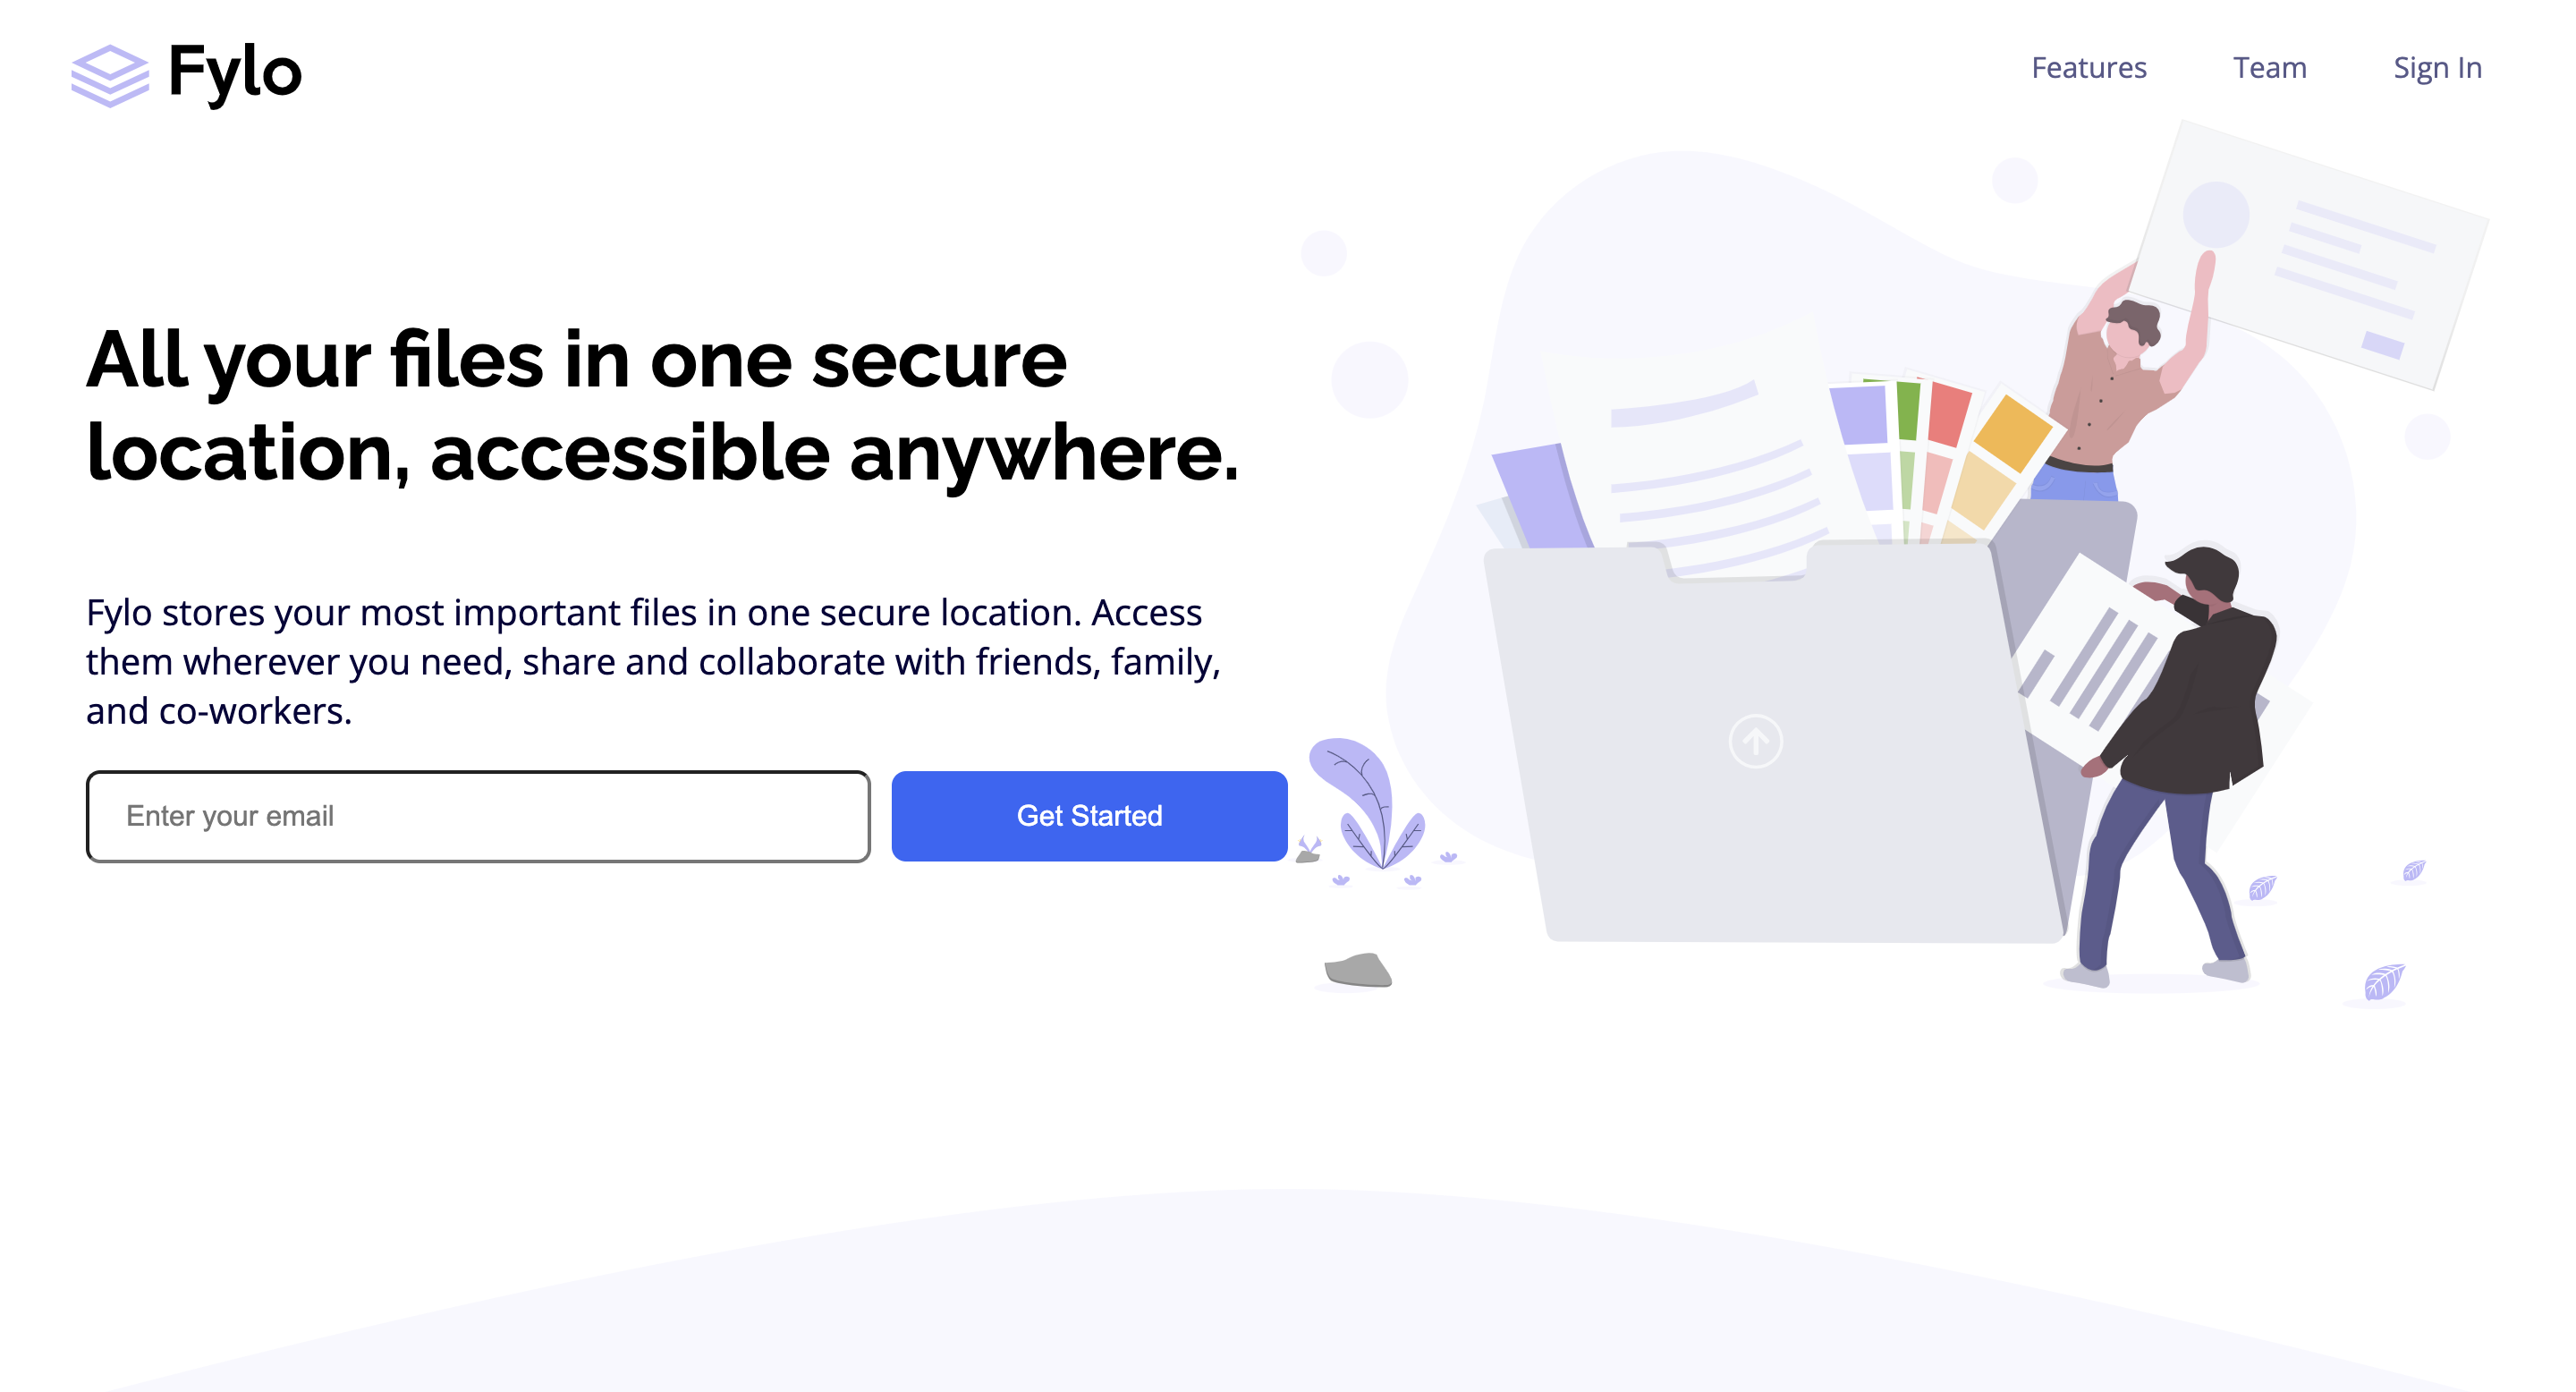 Fylo
Features
Team
Sign In
All your files in one secure
location, accessible anywhere.
Fylo stores your most important files in one secure location. Access
them wherever you need, share and collaborate with friends, family,
and co-workers.
Enter your email
Get Started